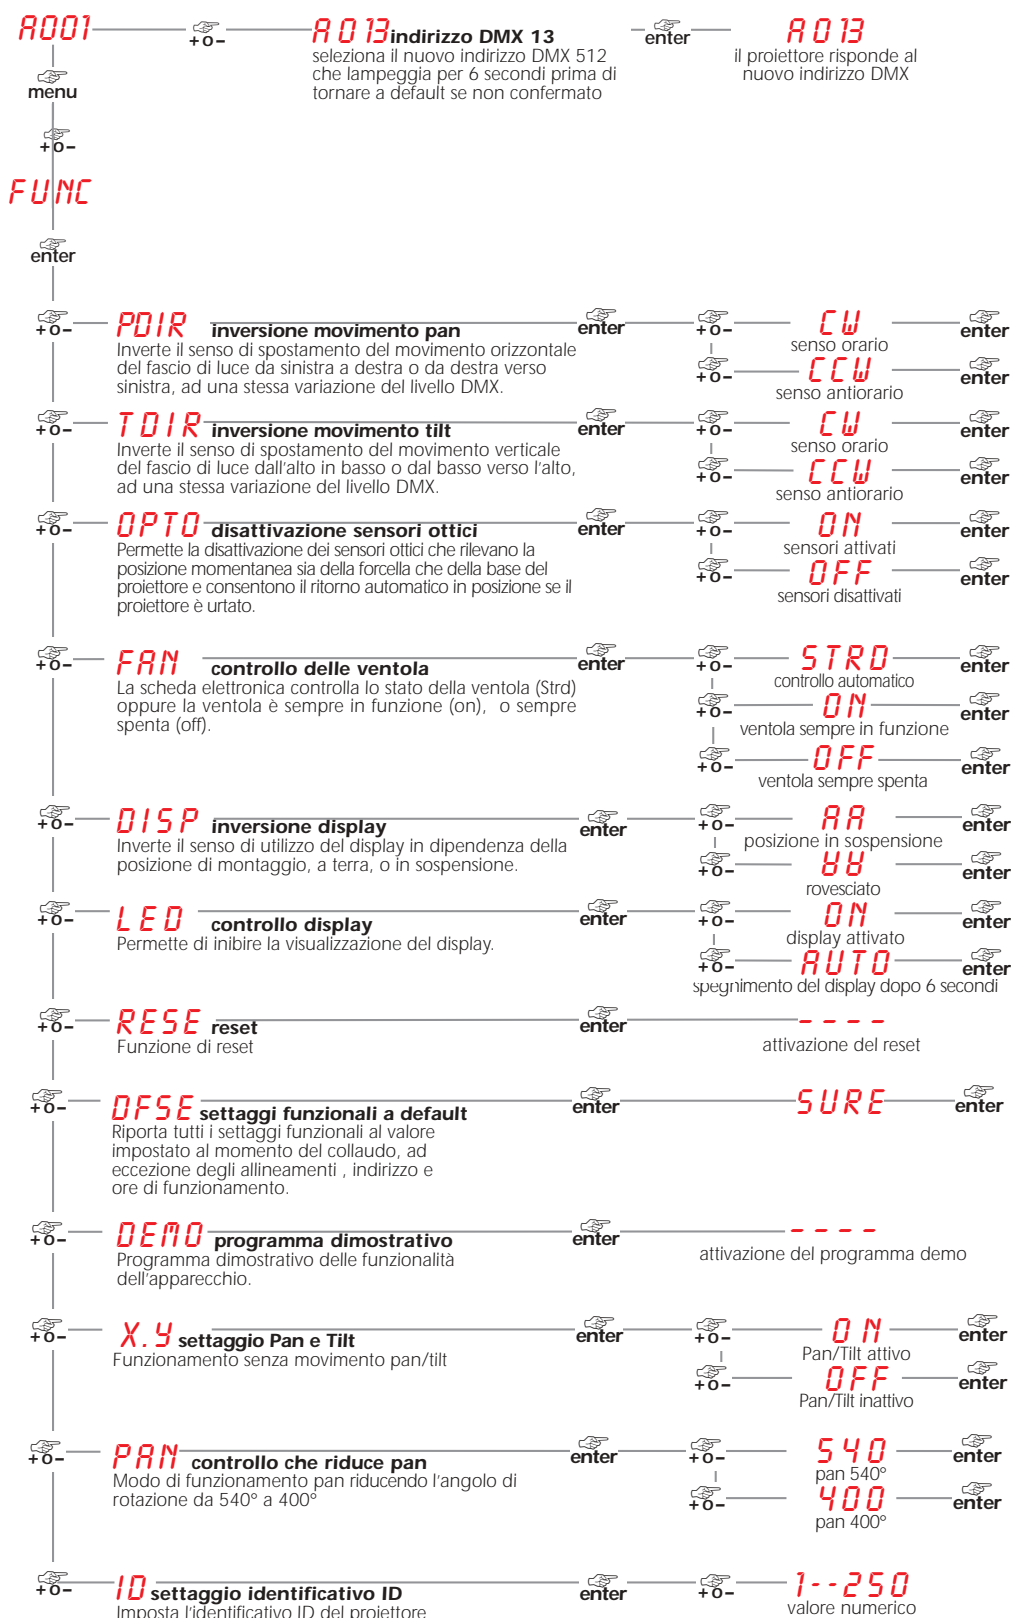 A001 + o - A013 indirizzo DMX 13 enter A013
seleziona il nuovo indirizzo DMX 512
che lampeggia per 6 secondi prima di
tornare a default se non confermato
il proiettore risponde al
nuovo indirizzo DMX
menu
+ o -
FUNC
enter
+ o - PDIR inversione movimento pan enter + o - CW enter
senso orario
Inverte il senso di spostamento del movimento orizzontale
del fascio di luce da sinistra a destra o da destra verso
sinistra, ad una stessa variazione del livello DMX.
+ o - CCW enter
senso antiorario
+ o - TDIR inversione movimento tilt enter + o - CW enter
senso orario
Inverte il senso di spostamento del movimento verticale
del fascio di luce dall'alto in basso o dal basso verso l'alto,
ad una stessa variazione del livello DMX.
+ o - CCW enter
senso antiorario
+ o - OPTO disattivazione sensori ottici enter + o - ON enter
sensori attivati
Permette la disattivazione dei sensori ottici che rilevano la
posizione momentanea sia della forcella che della base del
proiettore e consentono il ritorno automatico in posizione se il
proiettore è urtato.
+ o - OFF enter
sensori disattivati
+ o - FAN controllo delle ventola enter + o - STRD enter
controllo automatico
La scheda elettronica controlla lo stato della ventola (Strd)
oppure la ventola è sempre in funzione (on), o sempre
spenta (off).
+ o - ON enter
ventola sempre in funzione
+ o - OFF enter
ventola sempre spenta
+ o - DISP inversione display enter + o - AA enter
posizione in sospensione
Inverte il senso di utilizzo del display in dipendenza della
posizione di montaggio, a terra, o in sospensione.
+ o - ɐɐ enter
rovesciato
+ o - LED controllo display enter + o - ON enter
display attivato
Permette di inibire la visualizzazione del display.
+ o - AUTO enter
spegnimento del display dopo 6 secondi
+ o - RESE reset enter - - - -
Funzione di reset
attivazione del reset
+ o - DFSE settaggi funzionali a default enter SURE enter
Riporta tutti i settaggi funzionali al valore
impostato al momento del collaudo, ad
eccezione degli allineamenti , indirizzo e
ore di funzionamento.
+ o - DEMO programma dimostrativo enter - - - -
Programma dimostrativo delle funzionalità
dell'apparecchio.
attivazione del programma demo
+ o - X.Y settaggio Pan e Tilt enter + o - ON enter
Pan/Tilt attivo
Funzionamento senza movimento pan/tilt
+ o - OFF enter
Pan/Tilt inattivo
+ o - PAN controllo che riduce pan enter + o - 540 enter
pan 540°
Modo di funzionamento pan riducendo l'angolo di
rotazione da 540° a 400°
+ o - 400 enter
pan 400°
+ o - ID settaggio identificativo ID enter + o - 1--250
valore numerico
Imposta l'identificativo ID del proiettore